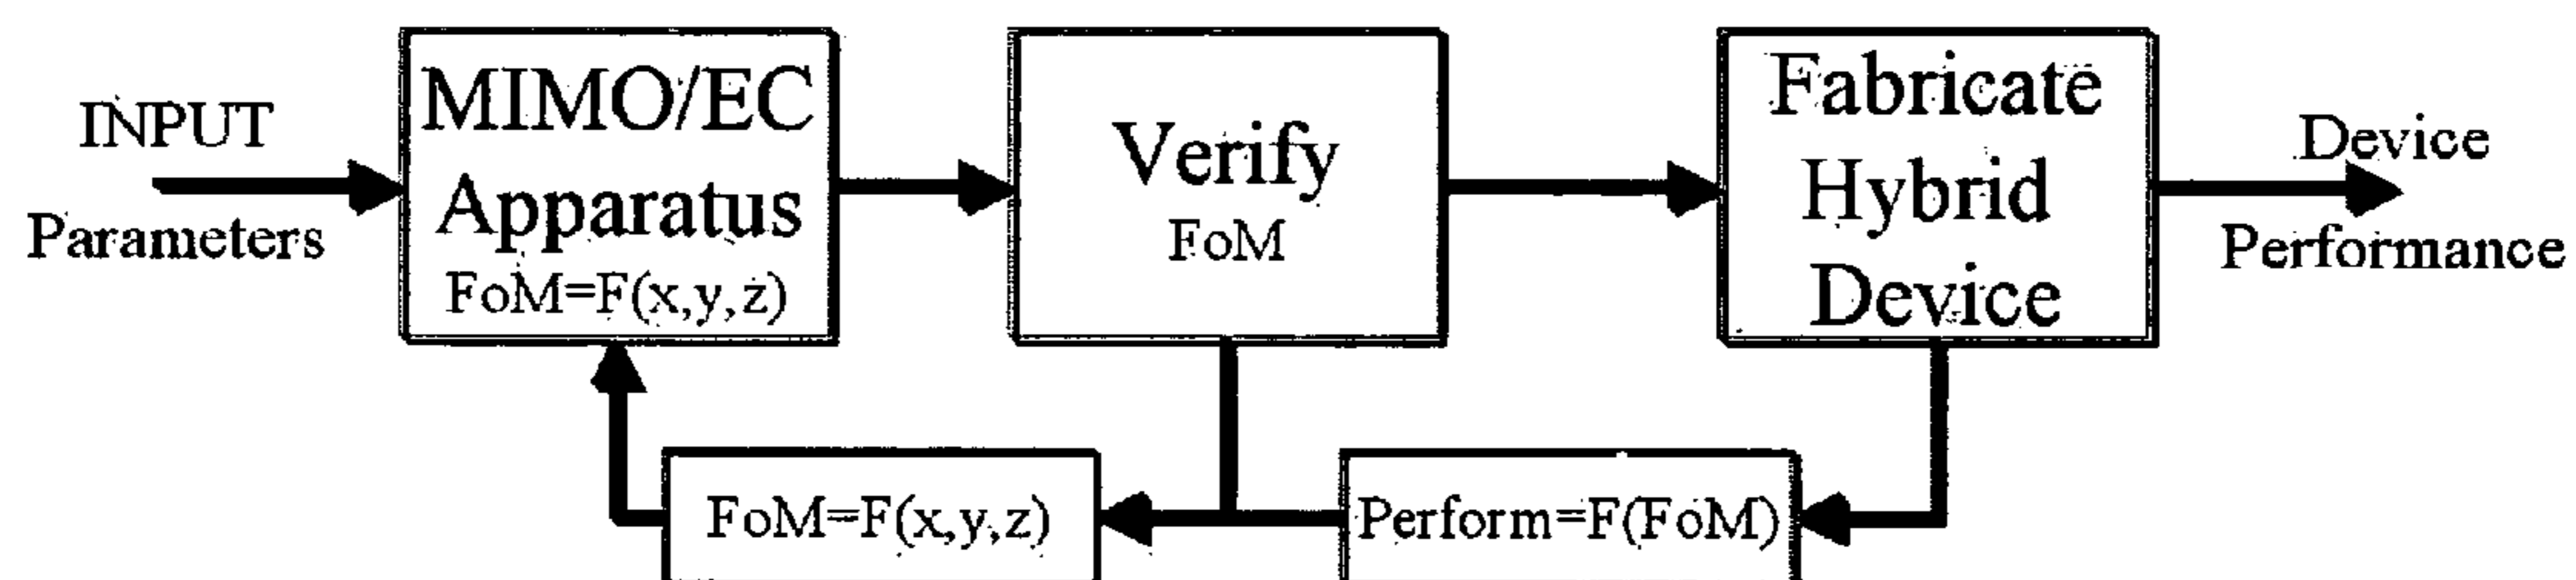 INPUT
Parameters
MIMO/EC
Apparatus
FoM=F(x,y,z)
Verify
FoM
Fabricate
Hybrid
Device
Device
Performance
FoM=F(x,y,z)
Perform=F(FoM)